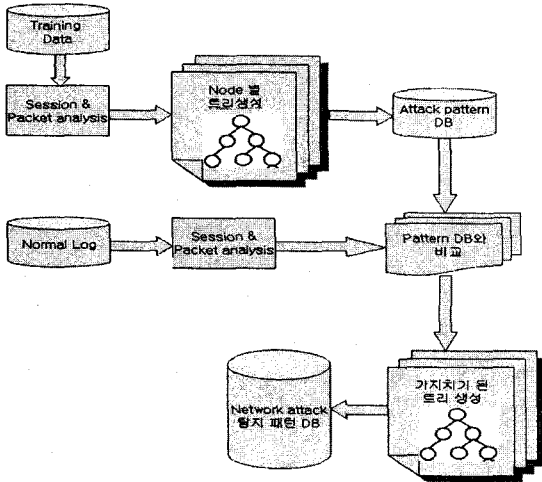 Training
Data
Session &
Packet analysis
Node 별
트리생성
Attack pattern
DB
Normal Log
Session &
Packet analysis
Pattern DB와
비교
가지치기 된
트리 생성
Network attack
탐지 패턴 DB